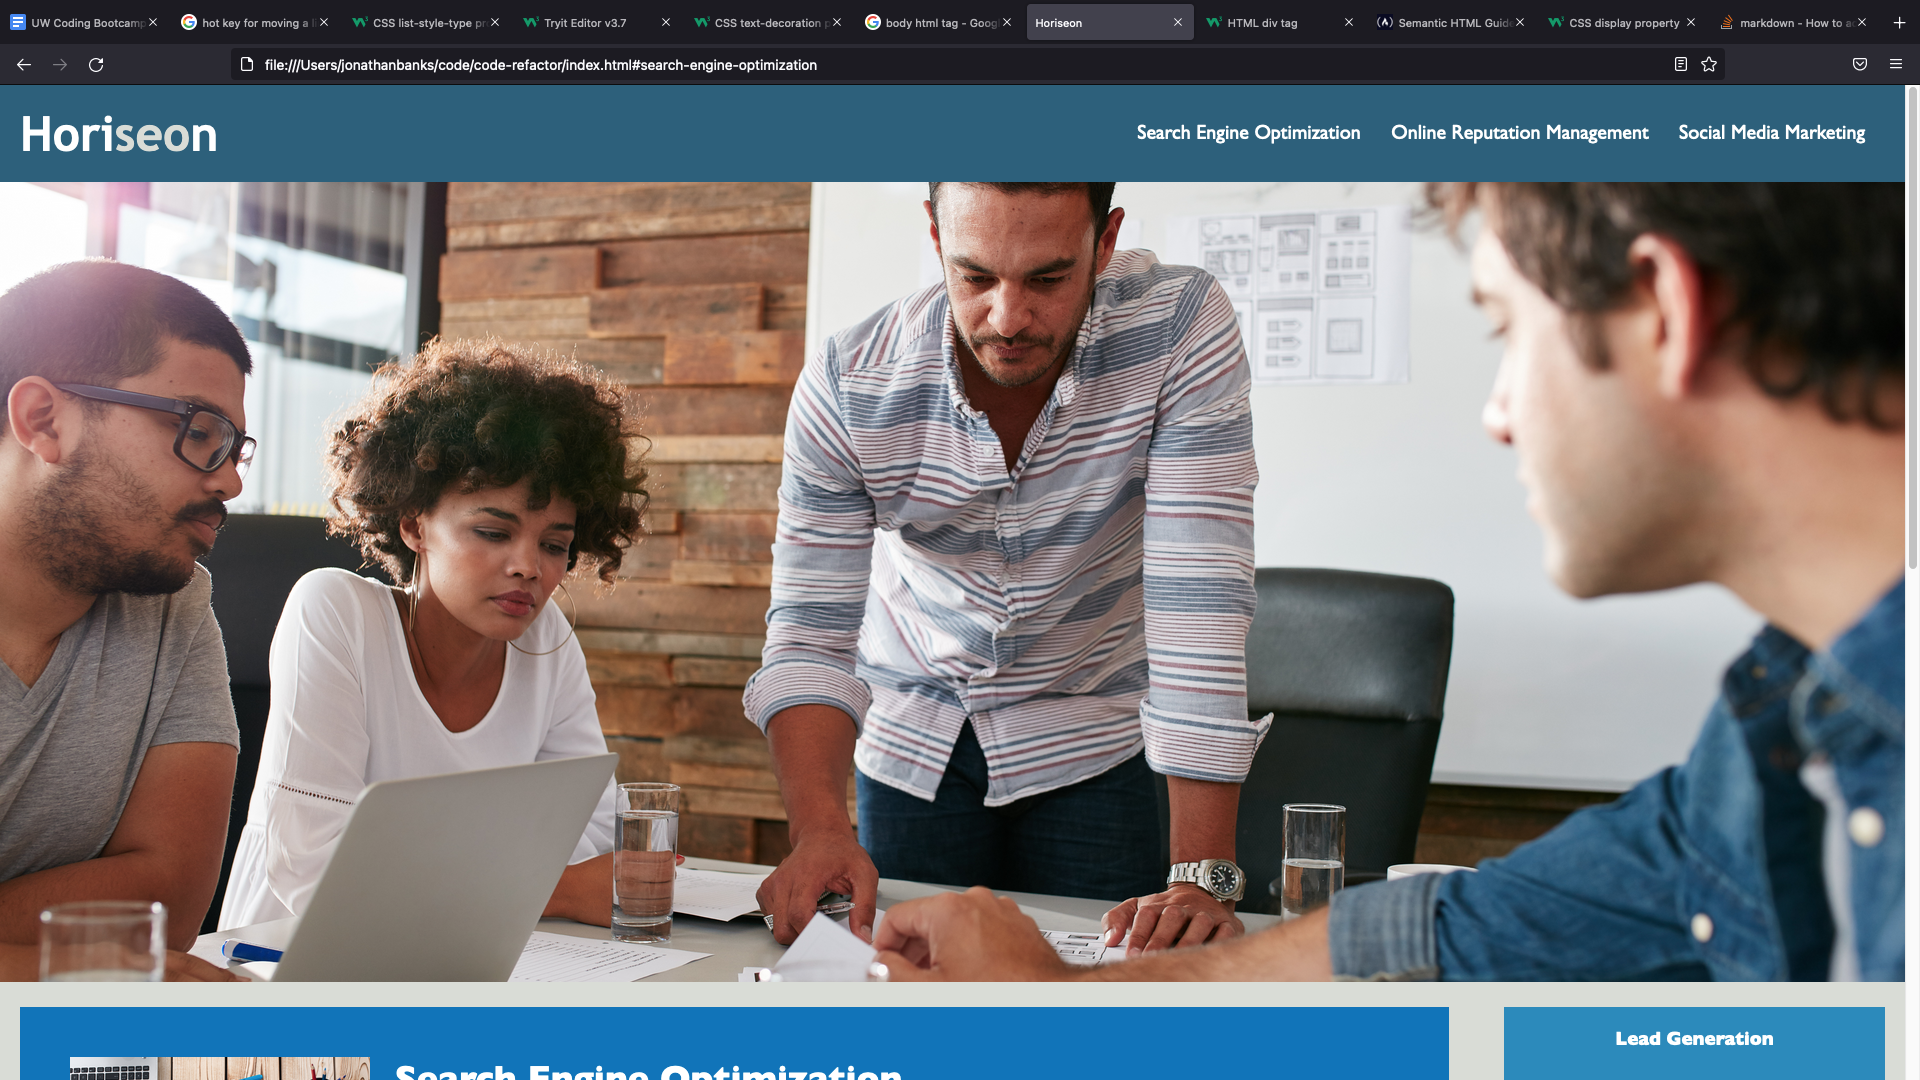 UW Coding Bootcamp
hot key for moving a li
CSS list-style-type pr
Tryit Editor v3.7
CSS text-decoration p
body html tag - Goog
Horiseon
HTML div tag
Semantic HTML Guide
CSS display property
markdown - How to a
file:///Users/jonathanbanks/code/code-refactor/index.html#search-engine-optimization
Horiseon
Search Engine Optimization
Online Reputation Management
Social Media Marketing
Search Engine Optimization
Lead Generation